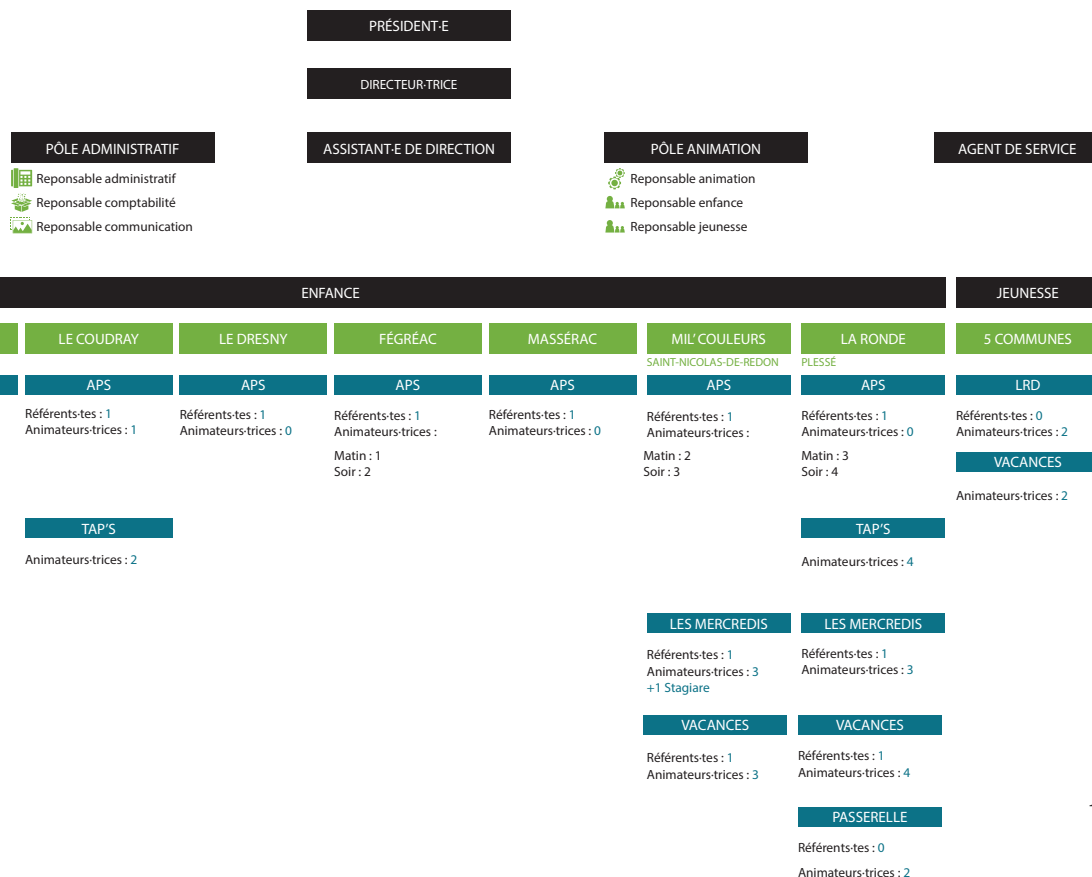 PRÉSIDENT·E
DIRECTEUR·TRICE
PÔLE ADMINISTRATIF
Reponsable administratif
Reponsable comptabilité
Reponsable communication
ASSISTANT·E DE DIRECTION
PÔLE ANIMATION
Reponsable animation
Reponsable enfance
Reponsable jeunesse
AGENT DE SERVICE
ENFANCE
JEUNESSE
LE COUDRAY
APS
Référents·tes : 1
Animateurs·trices : 1
TAP'S
Animateurs·trices : 2
LE DRESNY
APS
Référents·tes : 1
Animateurs·trices : 0
FÉGRÉAC
APS
Référents·tes : 1
Animateurs·trices :
Matin : 1
Soir : 2
MASSÉRAC
APS
Référents·tes : 1
Animateurs·trices : 0
MIL' COULEURS
SAINT-NICOLAS-DE-REDON
APS
Référents·tes : 1
Animateurs·trices :
Matin : 2
Soir : 3
LES MERCREDIS
Référents·tes : 1
Animateurs·trices : 3
+1 Stagiare
VACANCES
Référents·tes : 1
Animateurs·trices : 3
LA RONDE
PLESSÉ
APS
Référents·tes : 1
Animateurs·trices : 0
Matin : 3
Soir : 4
TAP'S
Animateurs·trices : 4
LES MERCREDIS
Référents·tes : 1
Animateurs·trices : 3
VACANCES
Référents·tes : 1
Animateurs·trices : 4
PASSERELLE
Référents·tes : 0
Animateurs·trices : 2
5 COMMUNES
LRD
Référents·tes : 0
Animateurs·trices : 2
VACANCES
Animateurs·trices : 2